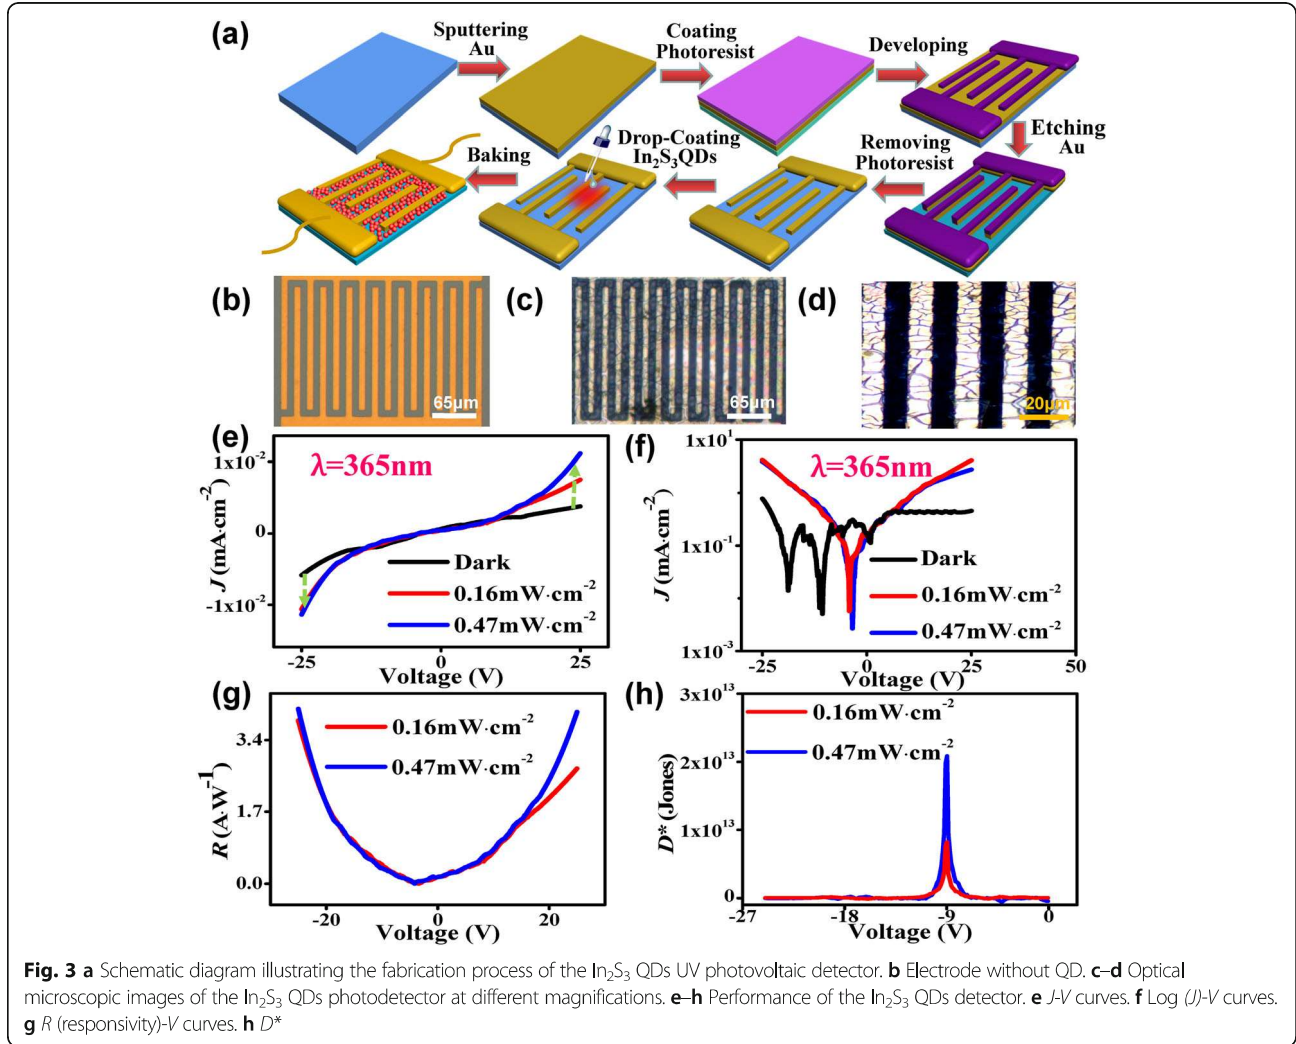 (a)
Sputtering
Au
Coating
Photoresist
Developing
Etching
Au
Removing
Photoresist
Drop-Coating
In₂S₃QDs
Baking
(b)
65μm
(c)
65μm
(d)
20μm
(e)
λ=365nm
J (mA·cm⁻²)
1x10⁻²
0
-1x10⁻²
Dark
0.16mW·cm⁻²
0.47mW·cm⁻²
-25
0
25
Voltage (V)
(f)
λ=365nm
J (mA·cm⁻²)
1x10¹
1x10⁻¹
1x10⁻³
Dark
0.16mW·cm⁻²
0.47mW·cm⁻²
-25
0
25
50
Voltage (V)
(g)
R (A·W⁻¹)
3.4
1.7
0.0
0.16mW·cm⁻²
0.47mW·cm⁻²
-20
0
20
Voltage (V)
(h)
D* (Jones)
3x10¹³
2x10¹³
1x10¹³
0
0.16mW·cm⁻²
0.47mW·cm⁻²
-27
-18
-9
0
Voltage (V)
Fig. 3 a Schematic diagram illustrating the fabrication process of the In₂S₃ QDs UV photovoltaic detector. b Electrode without QD. c–d Optical
microscopic images of the In₂S₃ QDs photodetector at different magnifications. e–h Performance of the In₂S₃ QDs detector. e J-V curves. f Log (J)-V curves.
g R (responsivity)-V curves. h D*